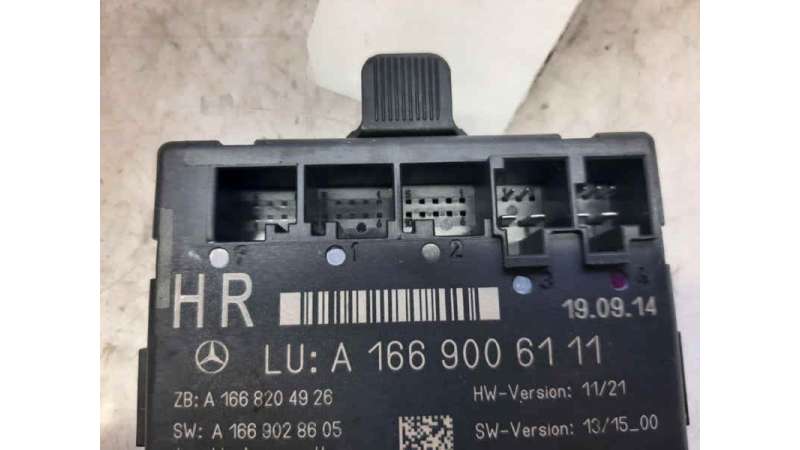 1 2
3 4
HR
19.09.14
LU: A 166 900 61 11
ZB: A 166 820 49 26
HW-Version: 11/21
SW: A 166 902 86 05
SW-Version: 13/15_00